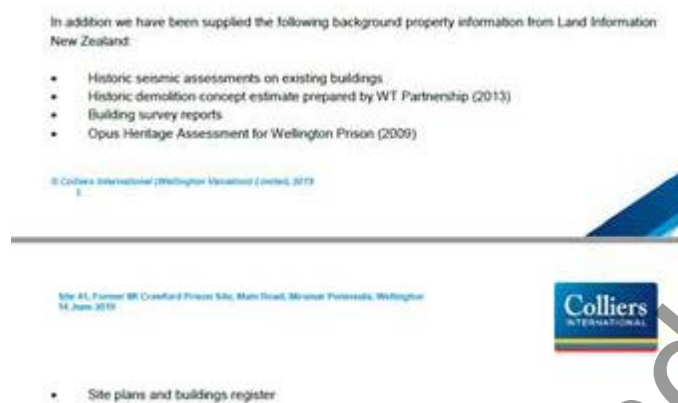 In addition we have been supplied the following background property information from Land Information
New Zealand:
• Historic seismic assessments on existing buildings
• Historic demolition concept estimate prepared by WT Partnership (2013)
• Building survey reports
• Opus Heritage Assessment for Wellington Prison (2009)
© Colliers International (Wellington Valuation) Limited, 2019
Site #1, Former Mt Crawford Prison Site, Main Road, Miramar Peninsula, Wellington
14 June 2019
Colliers
INTERNATIONAL
• Site plans and buildings register